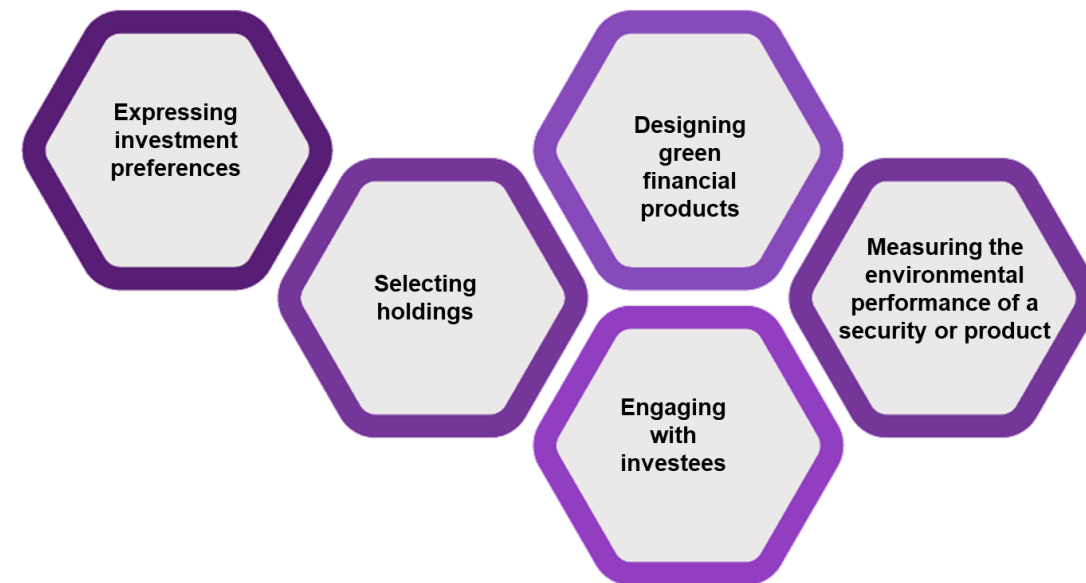 Expressing
investment
preferences
Selecting
holdings
Designing
green
financial
products
Engaging
with
investees
Measuring the
environmental
performance of a
security or product